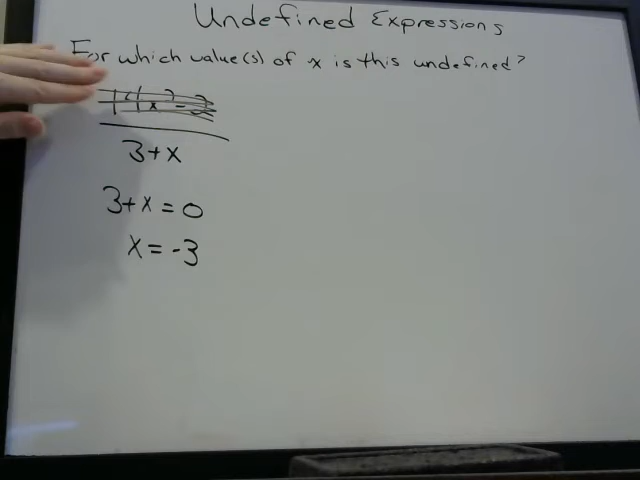 Undefined Expressions
For which value(s) of x is this undefined?
3+x
3+x=0
x=-3